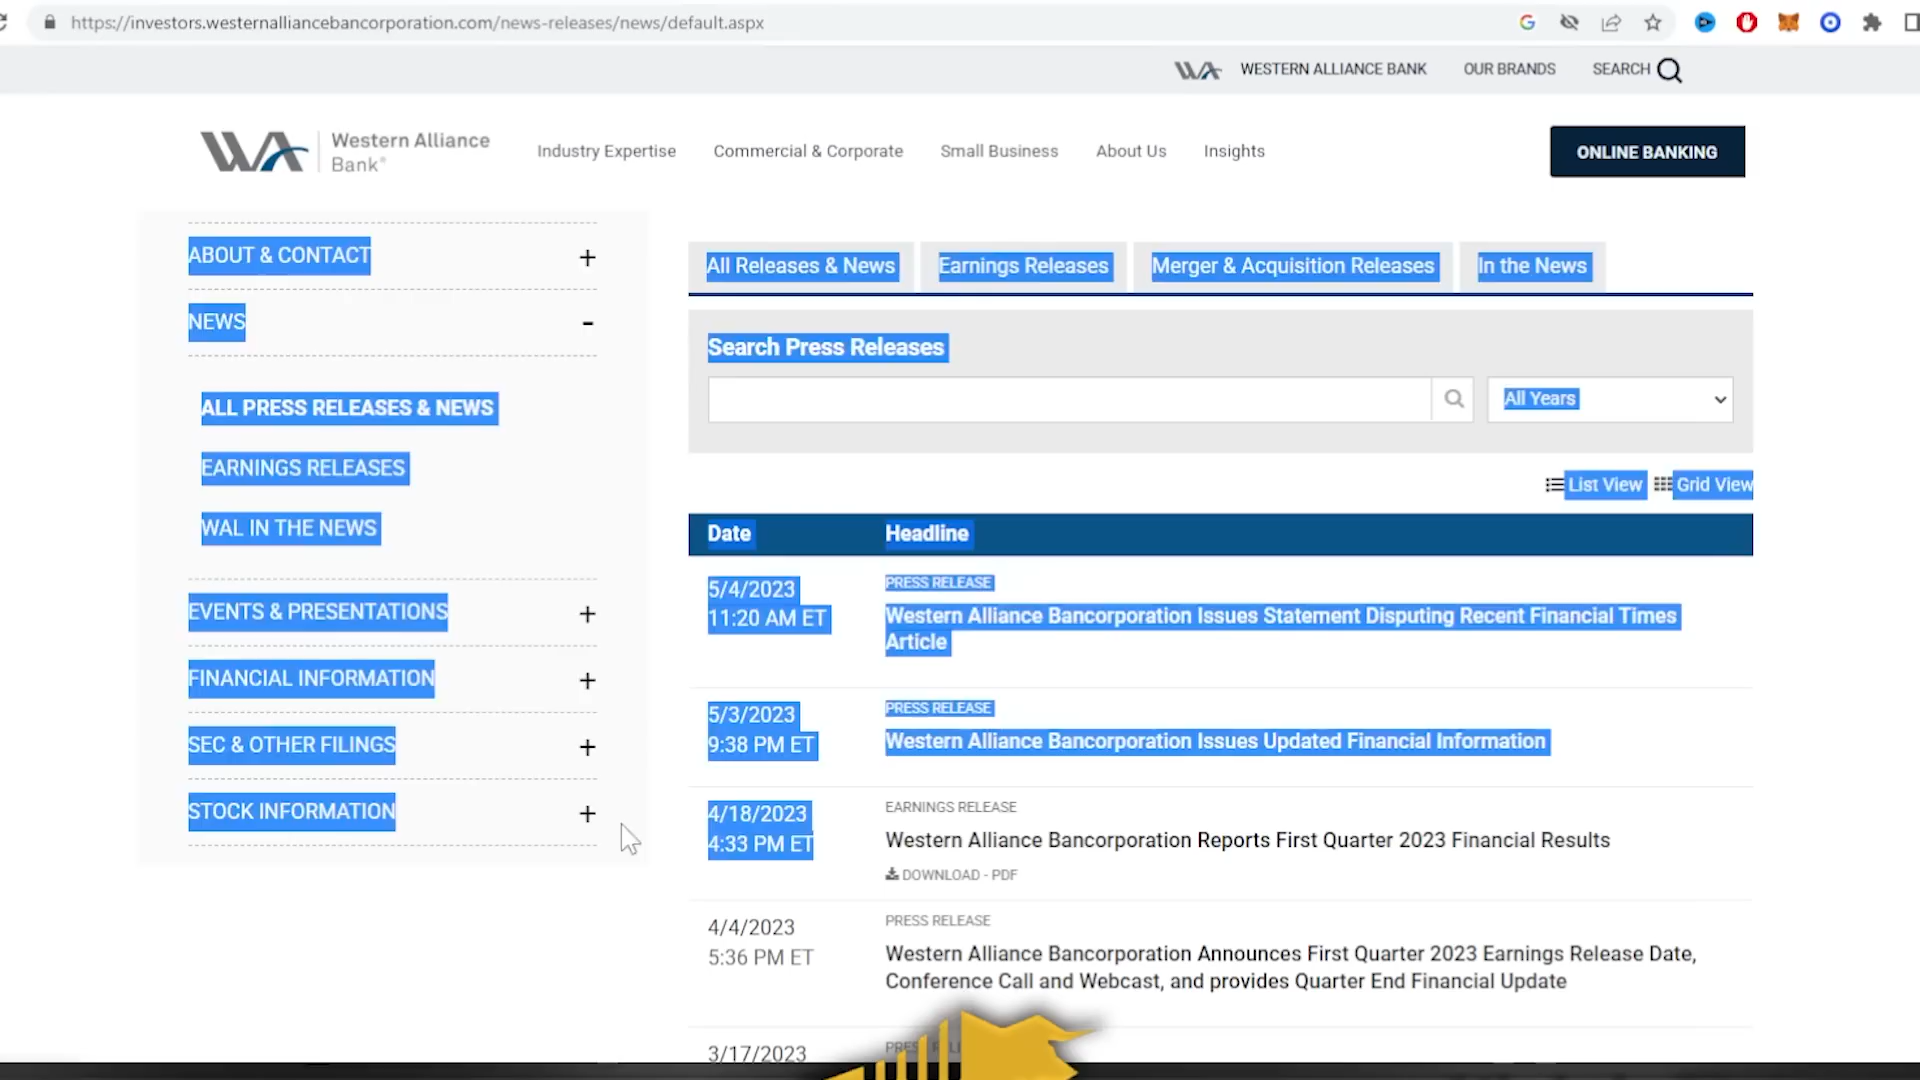 https://investors.westernalliancebancorporation.com/news-releases/news/default.aspx
WESTERN ALLIANCE BANK OUR BRANDS SEARCH
WA Western Alliance
Bank®
Industry Expertise Commercial & Corporate Small Business About Us Insights ONLINE BANKING
ABOUT & CONTACT +
NEWS -
ALL PRESS RELEASES & NEWS
EARNINGS RELEASES
WAL IN THE NEWS
EVENTS & PRESENTATIONS +
FINANCIAL INFORMATION +
SEC & OTHER FILINGS +
STOCK INFORMATION +
All Releases & News Earnings Releases Merger & Acquisition Releases In the News
Search Press Releases
All Years
List View Grid View
Date Headline
5/4/2023
11:20 AM ET
PRESS RELEASE
Western Alliance Bancorporation Issues Statement Disputing Recent Financial Times
Article
5/3/2023
9:38 PM ET
PRESS RELEASE
Western Alliance Bancorporation Issues Updated Financial Information
4/18/2023
4:33 PM ET
EARNINGS RELEASE
Western Alliance Bancorporation Reports First Quarter 2023 Financial Results
DOWNLOAD - PDF
4/4/2023
5:36 PM ET
PRESS RELEASE
Western Alliance Bancorporation Announces First Quarter 2023 Earnings Release Date,
Conference Call and Webcast, and provides Quarter End Financial Update
3/17/2023